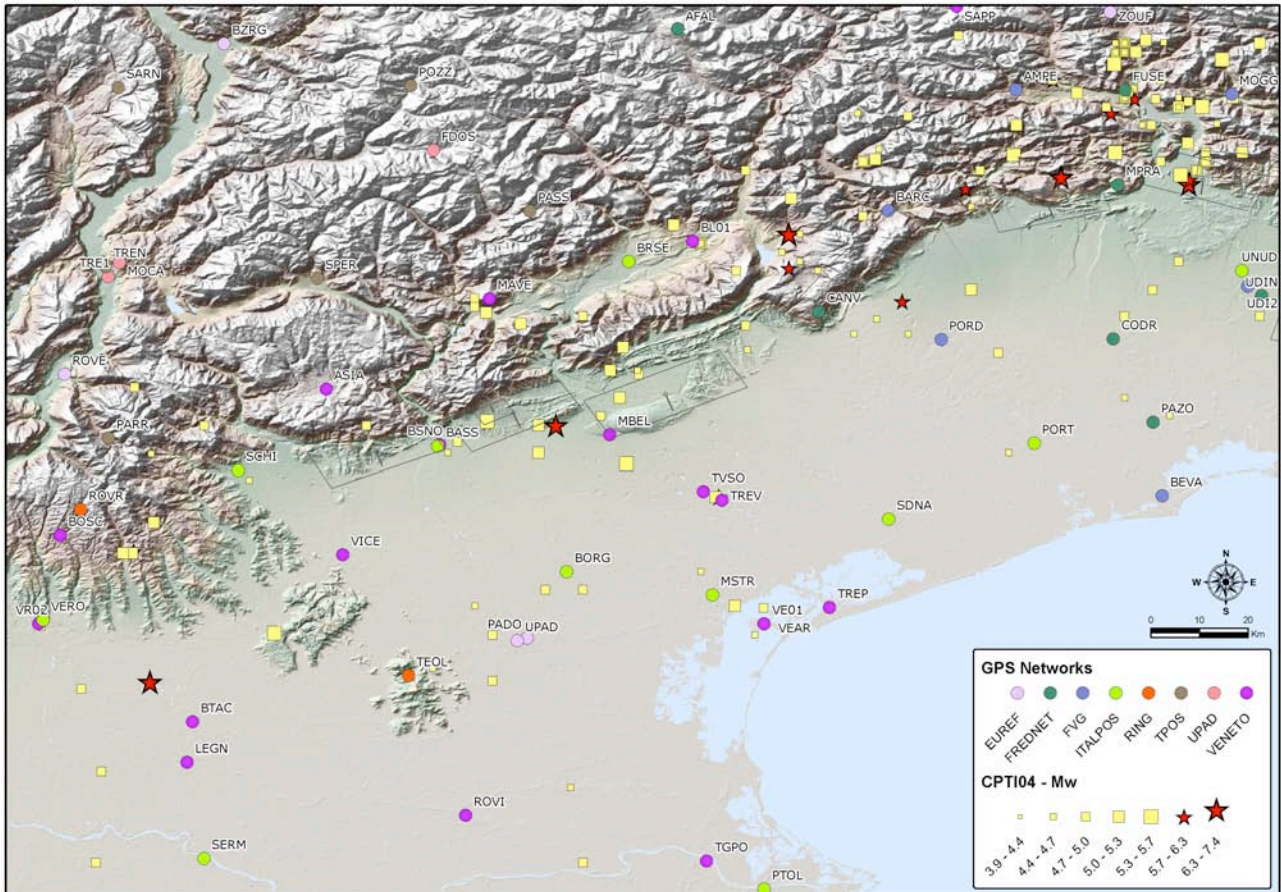 SAPP
ZOUF
BZRG
AFAL
SARN
POZZ
AMPE
FUSE
MOGG
FDOS
MPRA
PASS
BARC
BL01
BRSE
TREN
TRE1
MOCA
SPER
UNUD
UDIN
UDI2
MAVE
CANV
PORD
CODR
ROVE
ASIA
PARR
BSNO
BASS
MBEL
PORT
PAZO
SCHI
TVSO
TREV
BEVA
ROVR
SDNA
BOSC
VICE
BORG
MSTR
TREP
VR02
VERO
VE01
VEAR
PADO
UPAD
TEOL
BTAC
LEGN
ROVI
SERM
TGPO
PTOL
N
W E
S
0 10 20
Km
GPS Networks
EUREF
FREDNET
FVG
ITALPOS
RING
TPOS
UPAD
VENETO
CPTI04 - Mw
3.9 - 4.4
4.4 - 4.7
4.7 - 5.0
5.0 - 5.3
5.3 - 5.7
5.7 - 6.3
6.3 - 7.4